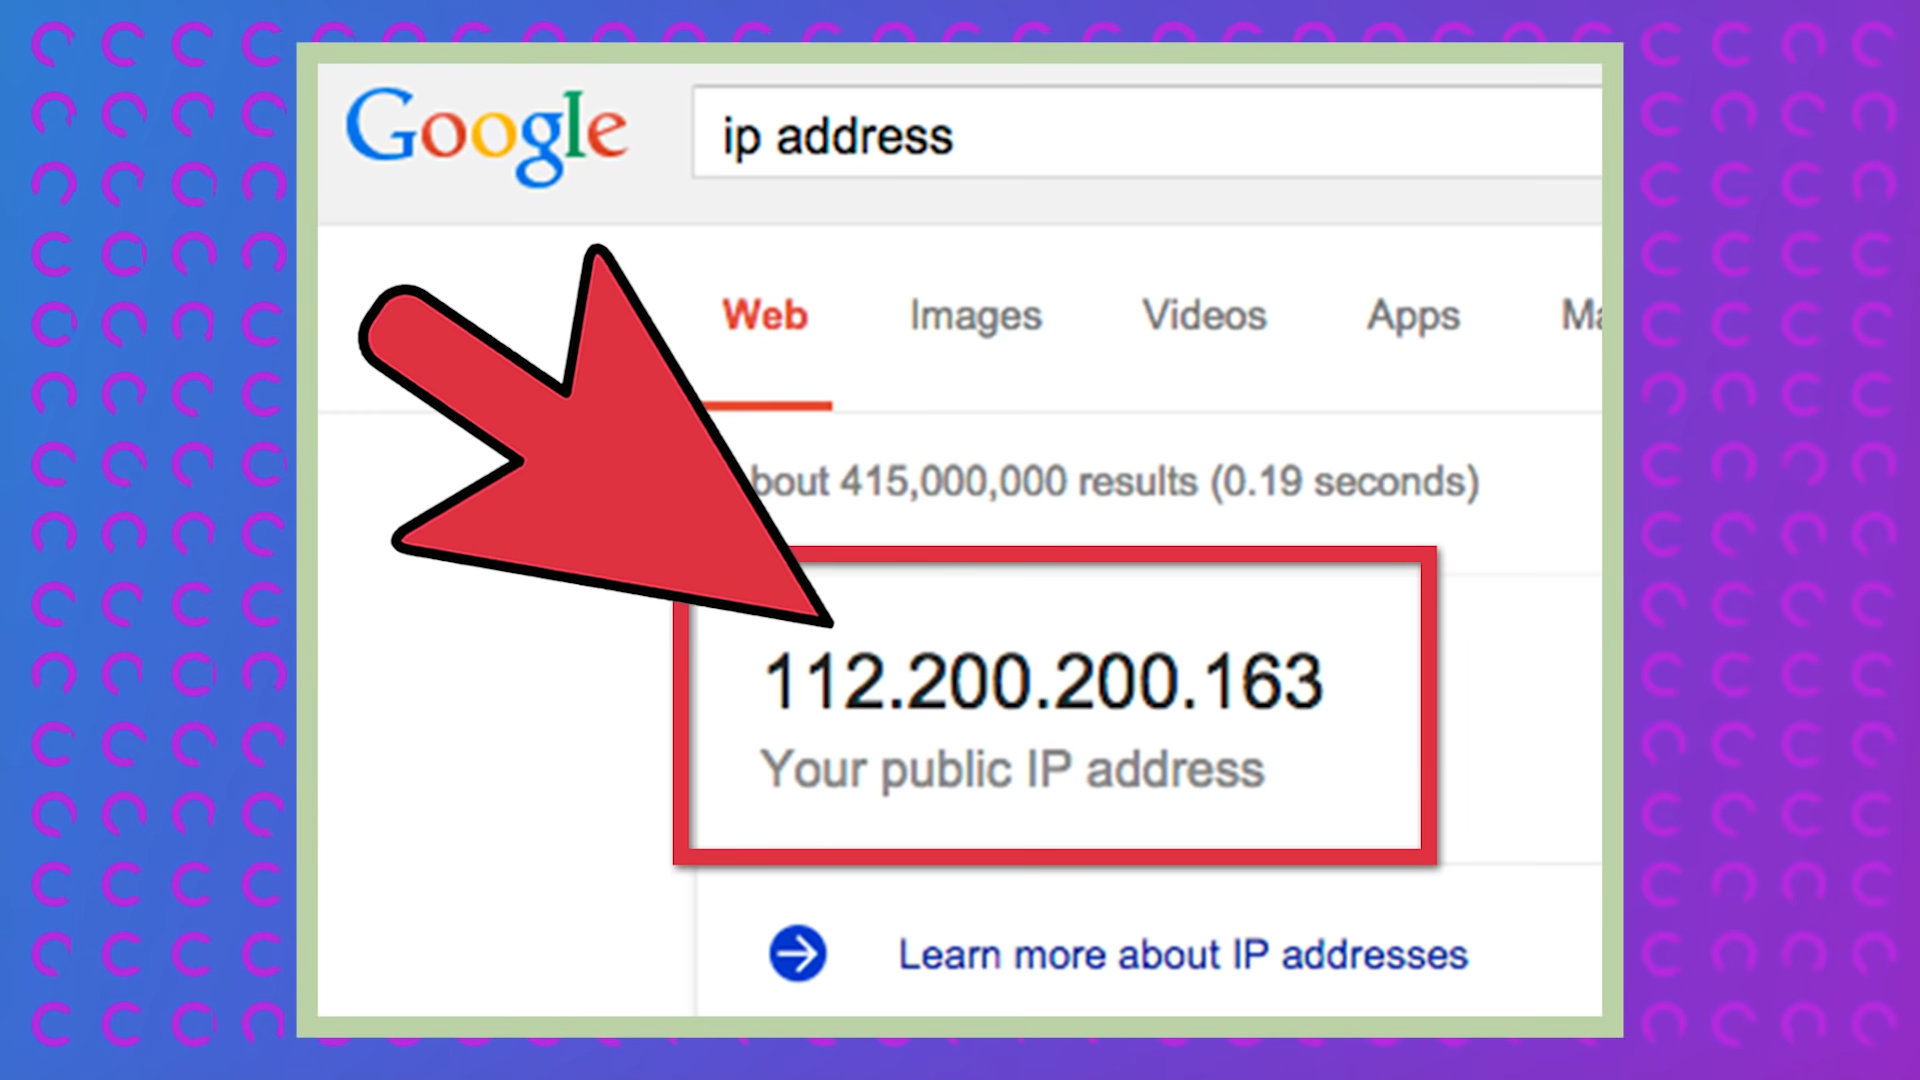 Google
ip address
Web Images Videos Apps
415,000,000 results (0.19 seconds)
112.200.200.163
Your public IP address
Learn more about IP addresses